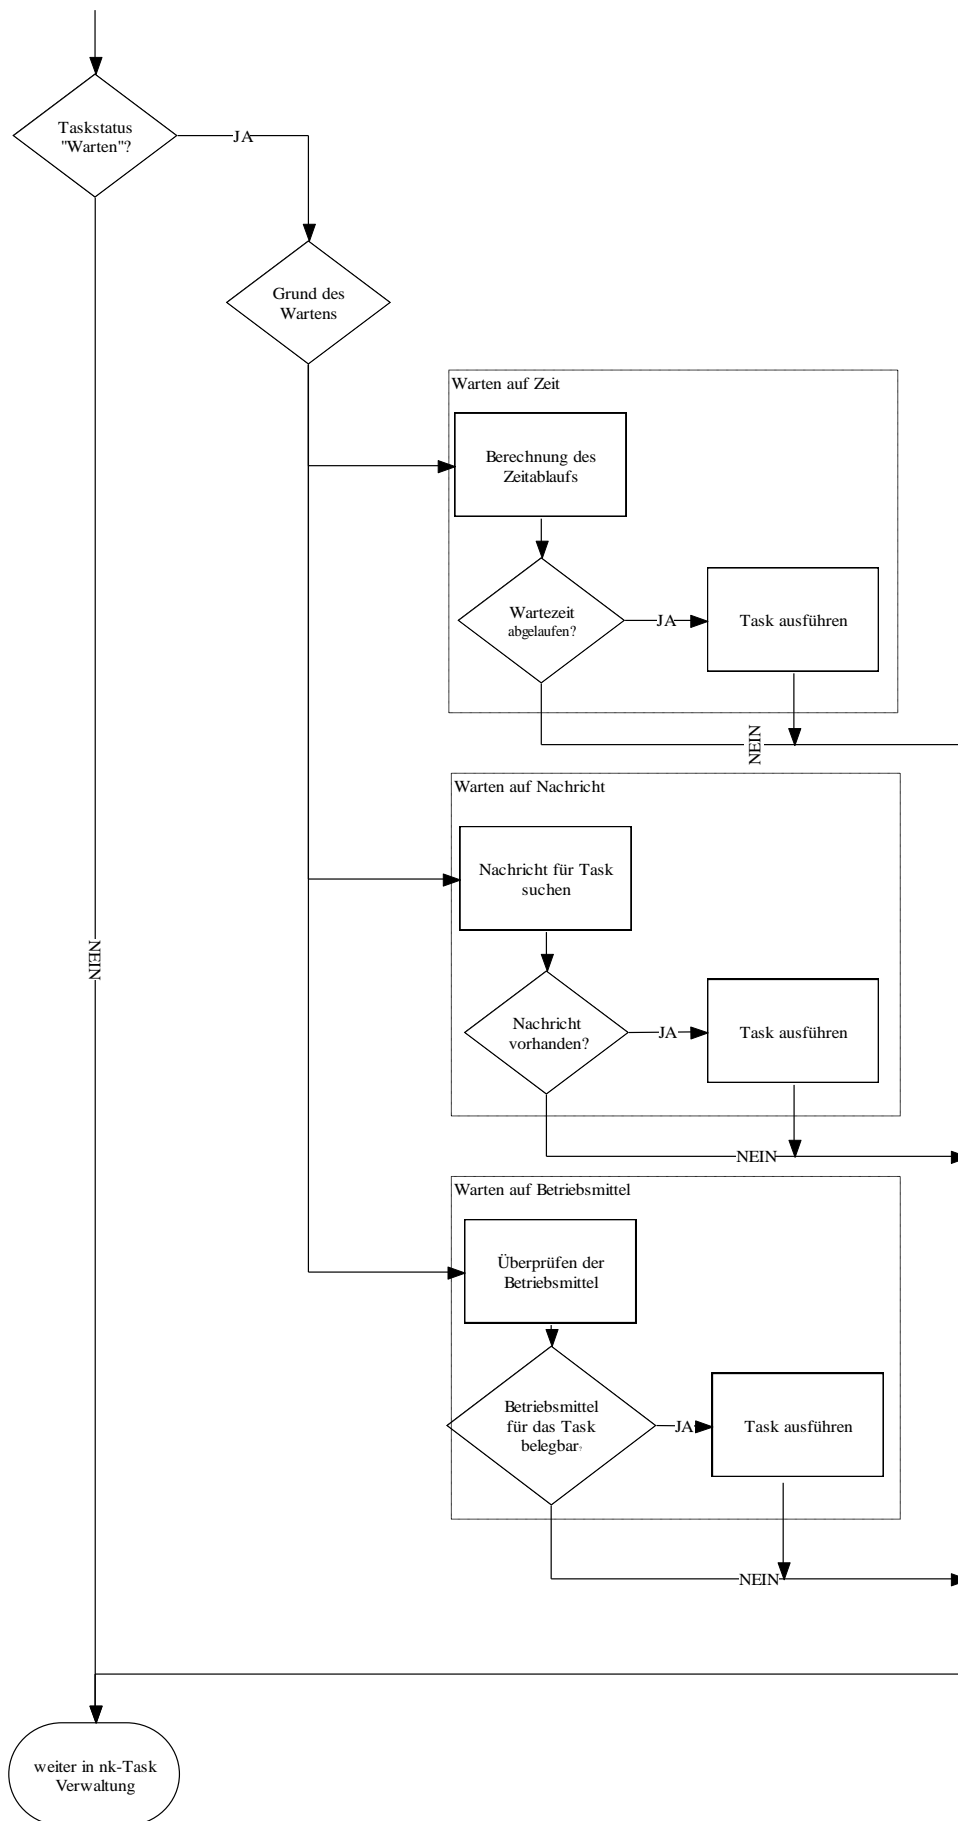 Taskstatus
"Warten"?
JA
Grund des
Wartens
Warten auf Zeit
Berechnung des
Zeitablaufs
Wartezeit
abgelaufen?
JA
Task ausführen
NEIN
Warten auf Nachricht
Nachricht für Task
suchen
NEIN
Nachricht
vorhanden?
JA
Task ausführen
NEIN
Warten auf Betriebsmittel
Überprüfen der
Betriebsmittel
Betriebsmittel
für das Task
belegbar?
JA
Task ausführen
NEIN
weiter in nk-Task
Verwaltung